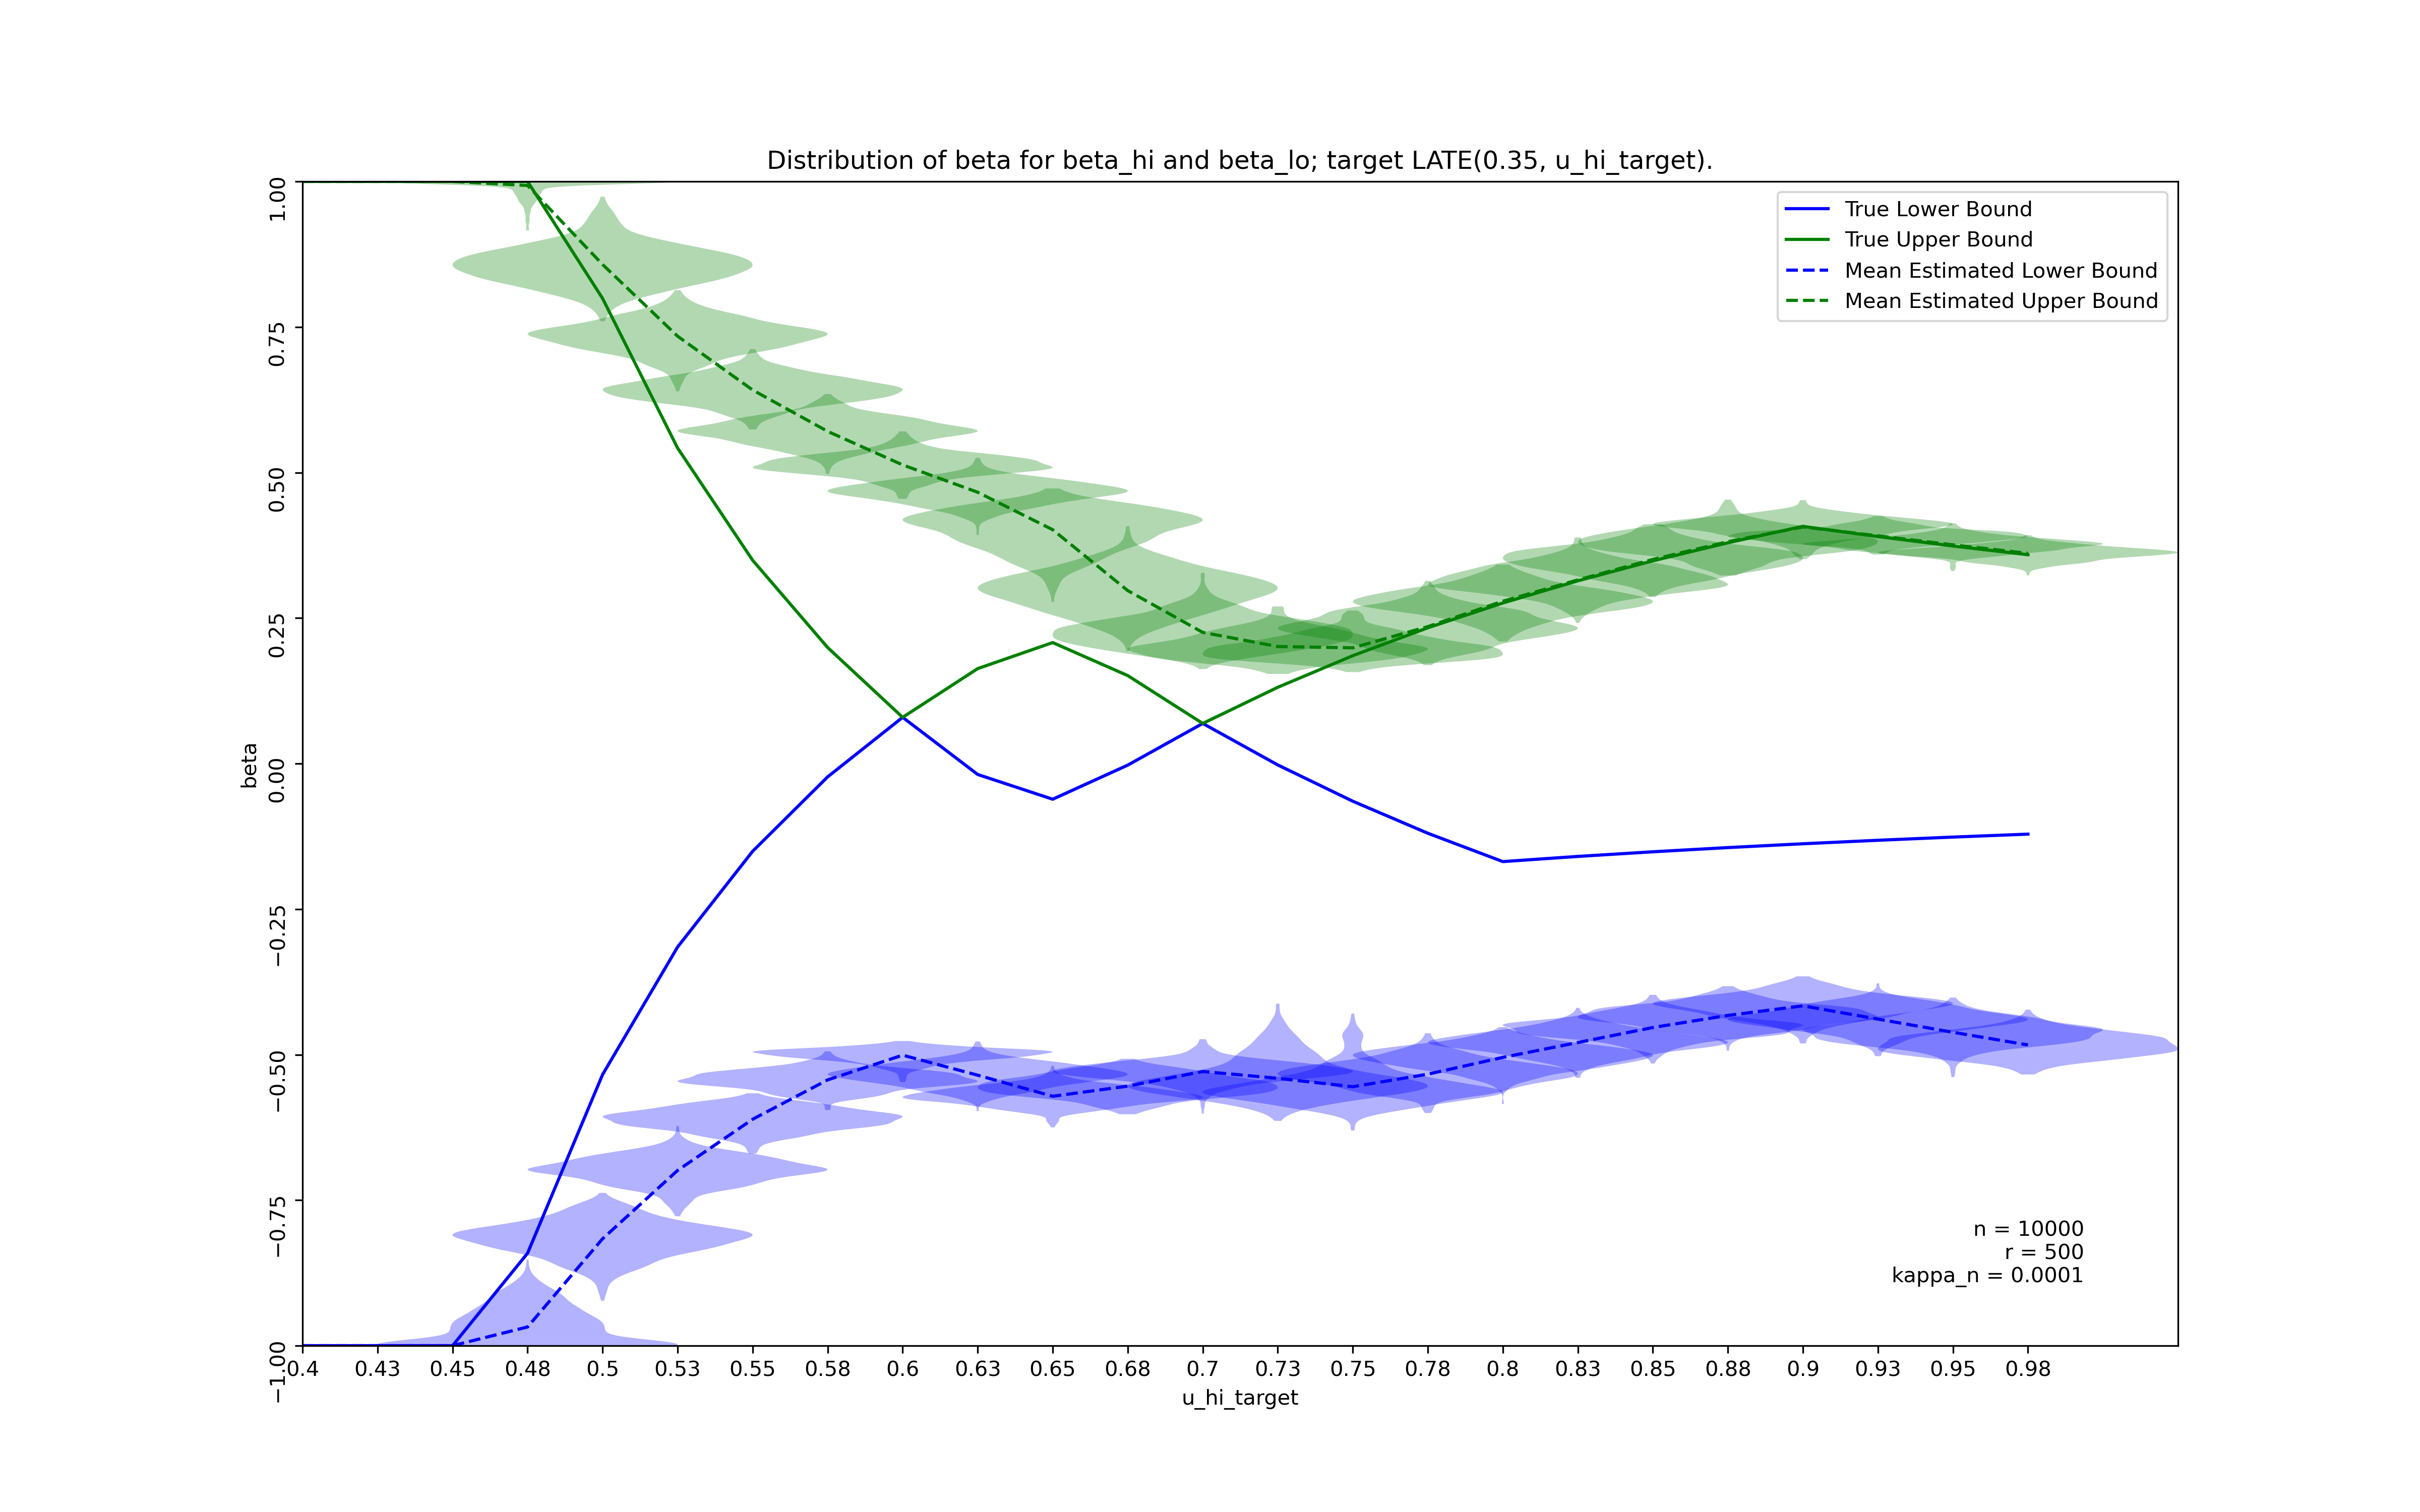 Distribution of beta for beta_hi and beta_lo; target LATE(0.35, u_hi_target).
True Lower Bound
True Upper Bound
Mean Estimated Lower Bound
Mean Estimated Upper Bound
1.00
0.75
0.50
0.25
0.00
−0.25
−0.50
−0.75
−1.00
beta
n = 10000
r = 500
kappa_n = 0.0001
0.4 0.43 0.45 0.48 0.5 0.53 0.55 0.58 0.6 0.63 0.65 0.68 0.7 0.73 0.75 0.78 0.8 0.83 0.85 0.88 0.9 0.93 0.95 0.98
u_hi_target